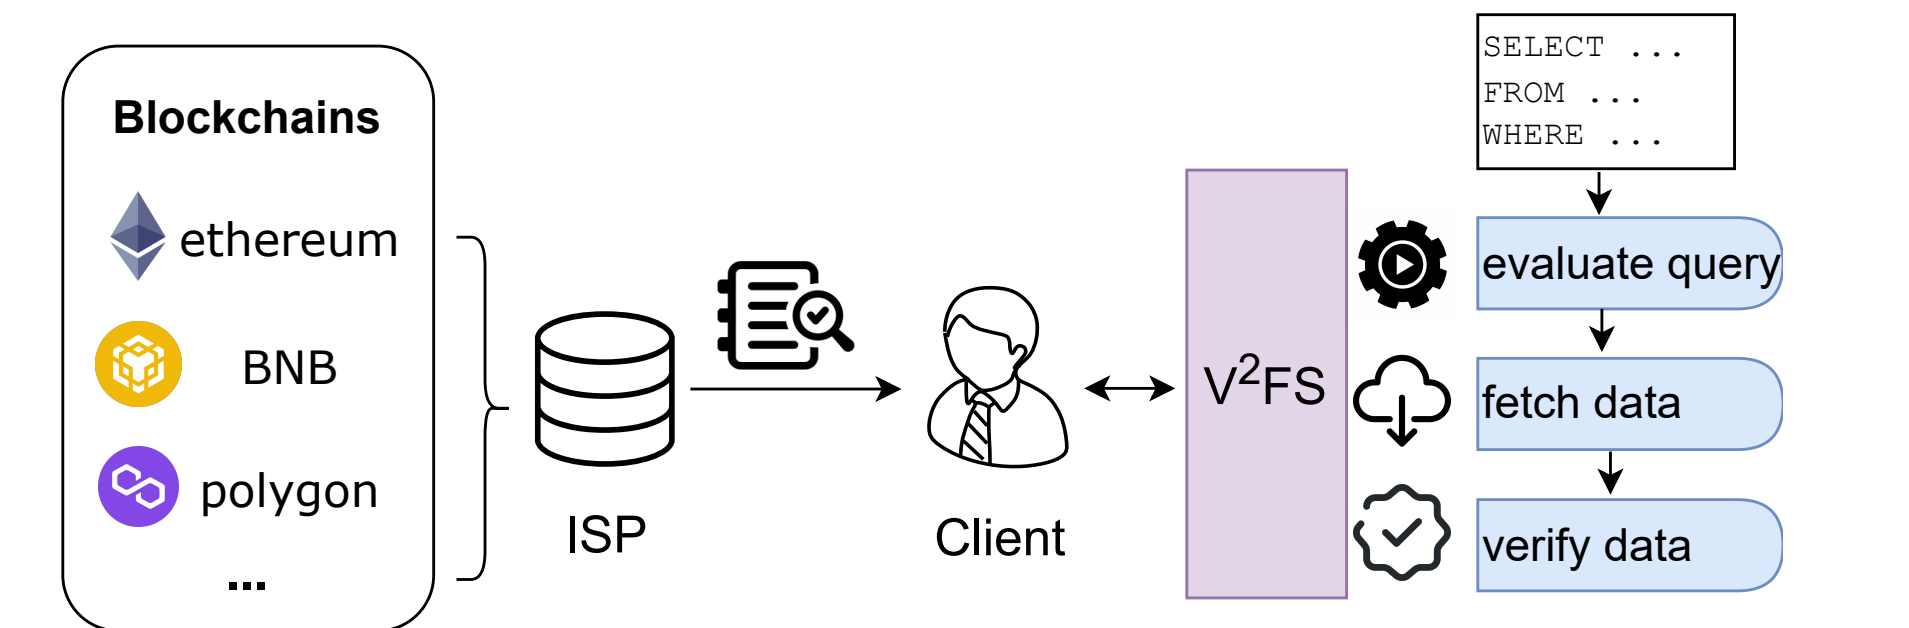 Blockchains
ethereum
BNB
polygon
...
ISP
Client
V²FS
SELECT ...
FROM ...
WHERE ...
evaluate query
fetch data
verify data